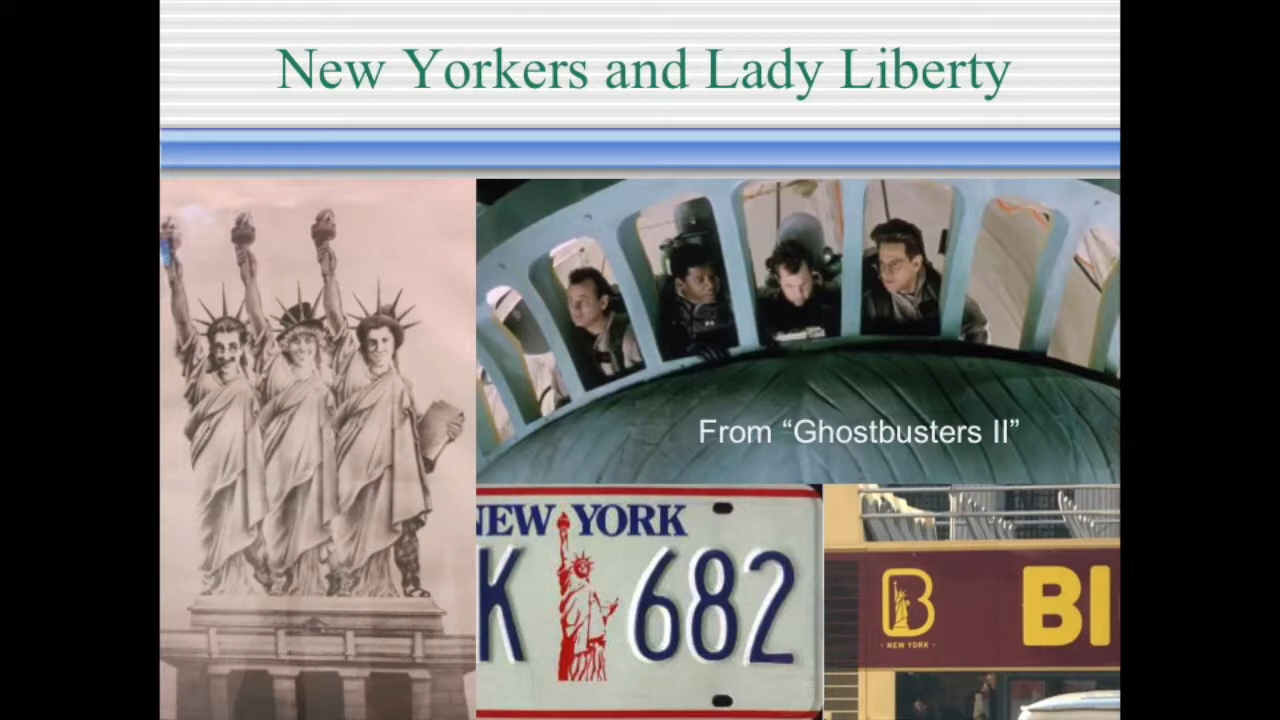 New Yorkers and Lady Liberty
From “Ghostbusters II”
NEW YORK
K 682
B
BI
· NEW YORK ·